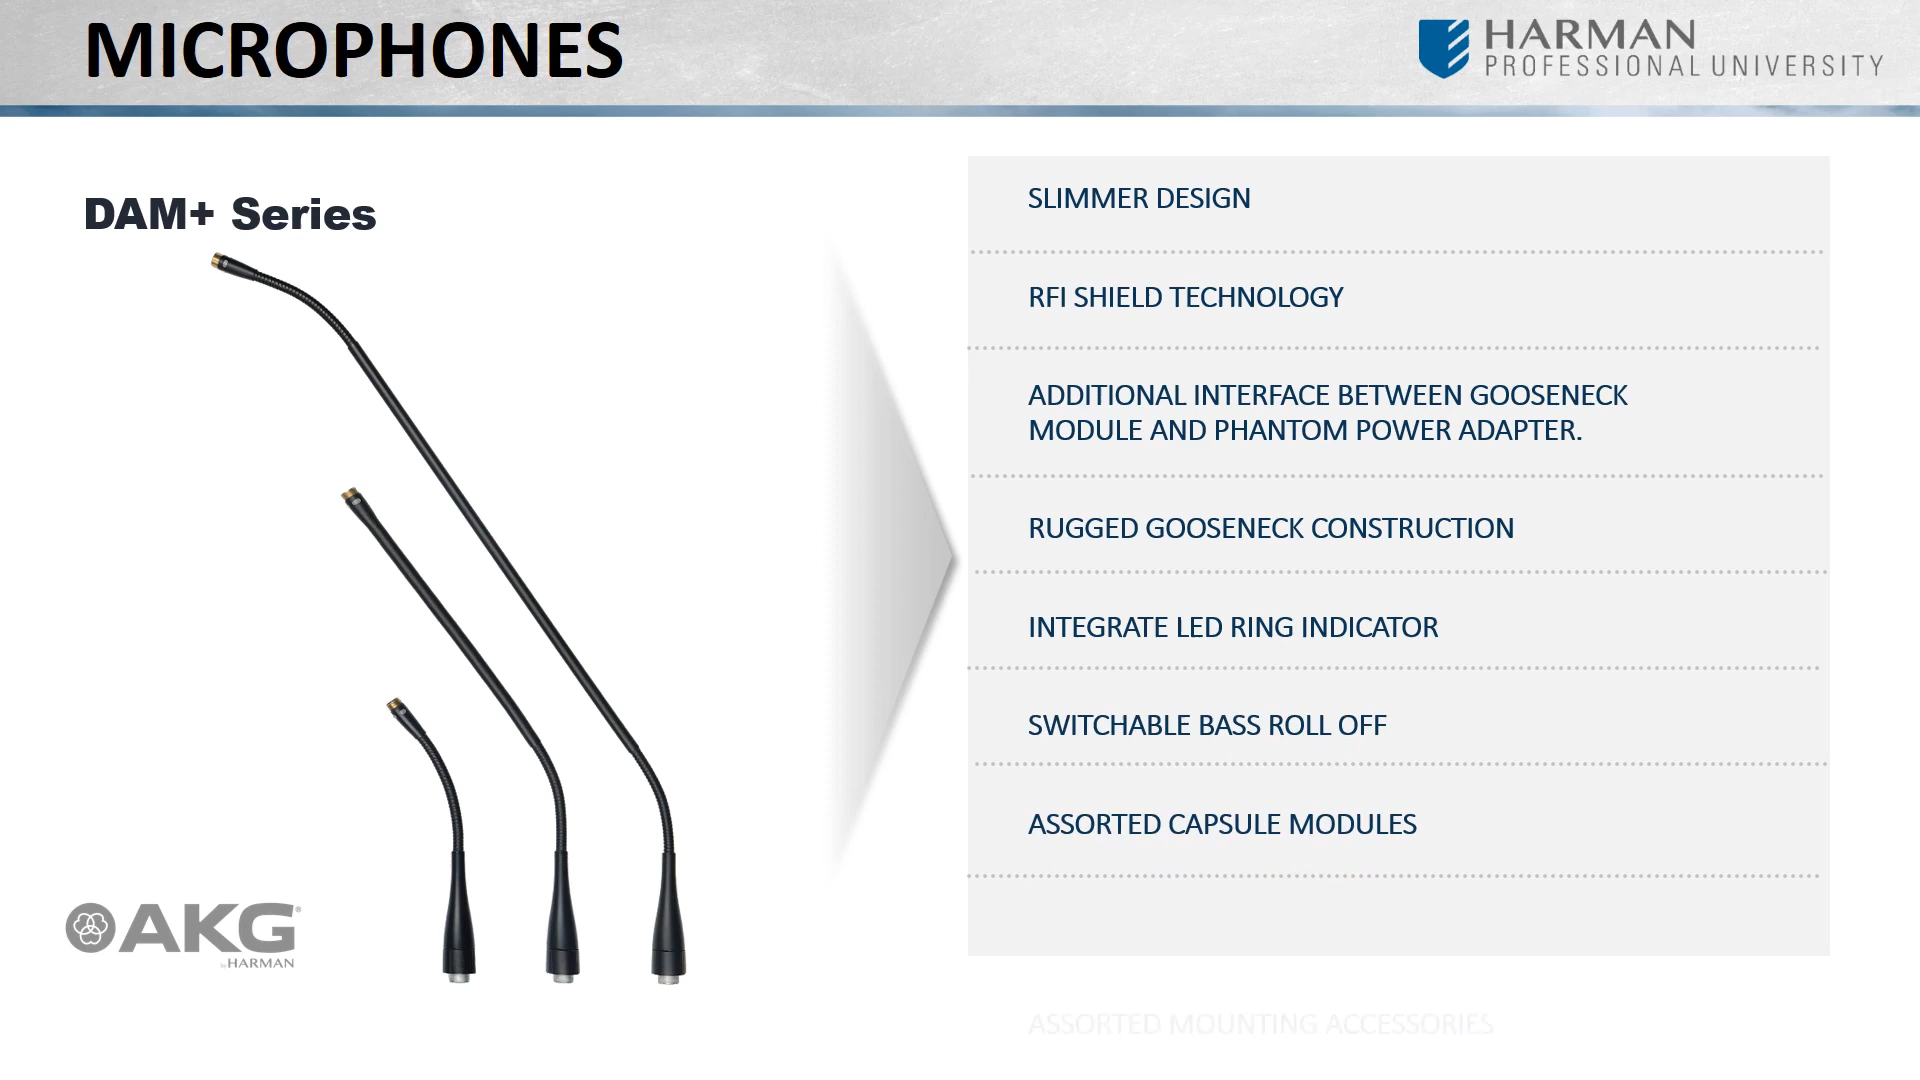 MICROPHONES
HARMAN
PROFESSIONAL UNIVERSITY
DAM+ Series
SLIMMER DESIGN
RFI SHIELD TECHNOLOGY
ADDITIONAL INTERFACE BETWEEN GOOSENECK
MODULE AND PHANTOM POWER ADAPTER.
RUGGED GOOSENECK CONSTRUCTION
INTEGRATE LED RING INDICATOR
SWITCHABLE BASS ROLL OFF
ASSORTED CAPSULE MODULES
ASSORTED MOUNTING ACCESSORIES
AKG®
by HARMAN